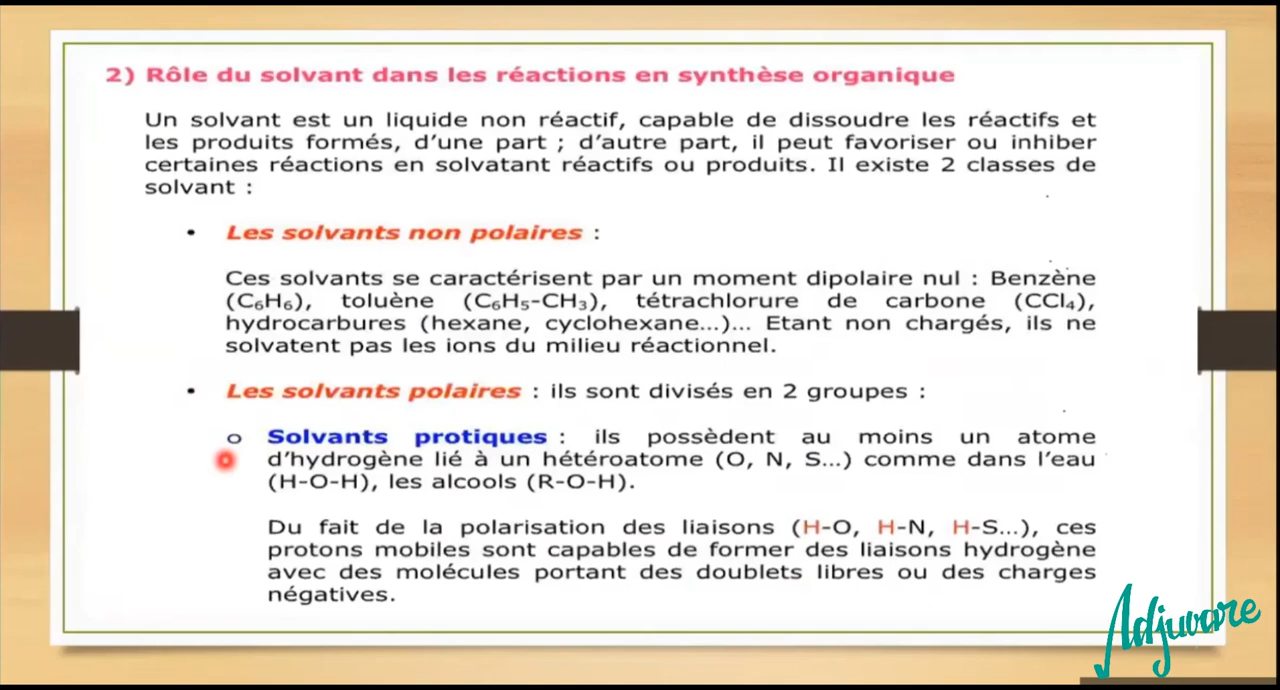 2) Rôle du solvant dans les réactions en synthèse organique
Un solvant est un liquide non réactif, capable de dissoudre les réactifs et
les produits formés, d'une part ; d'autre part, il peut favoriser ou inhiber
certaines réactions en solvatant réactifs ou produits. Il existe 2 classes de
solvant :
• Les solvants non polaires :
Ces solvants se caractérisent par un moment dipolaire nul : Benzène
(C₆H₆), toluène (C₆H₅-CH₃), tétrachlorure de carbone (CCl₄),
hydrocarbures (hexane, cyclohexane...)... Etant non chargés, ils ne
solvatent pas les ions du milieu réactionnel.
• Les solvants polaires : ils sont divisés en 2 groupes :
o Solvants protiques : ils possèdent au moins un atome
d'hydrogène lié à un hétéroatome (O, N, S...) comme dans l'eau
(H-O-H), les alcools (R-O-H).
Du fait de la polarisation des liaisons (H-O, H-N, H-S...), ces
protons mobiles sont capables de former des liaisons hydrogène
avec des molécules portant des doublets libres ou des charges
négatives.
Adjuvare